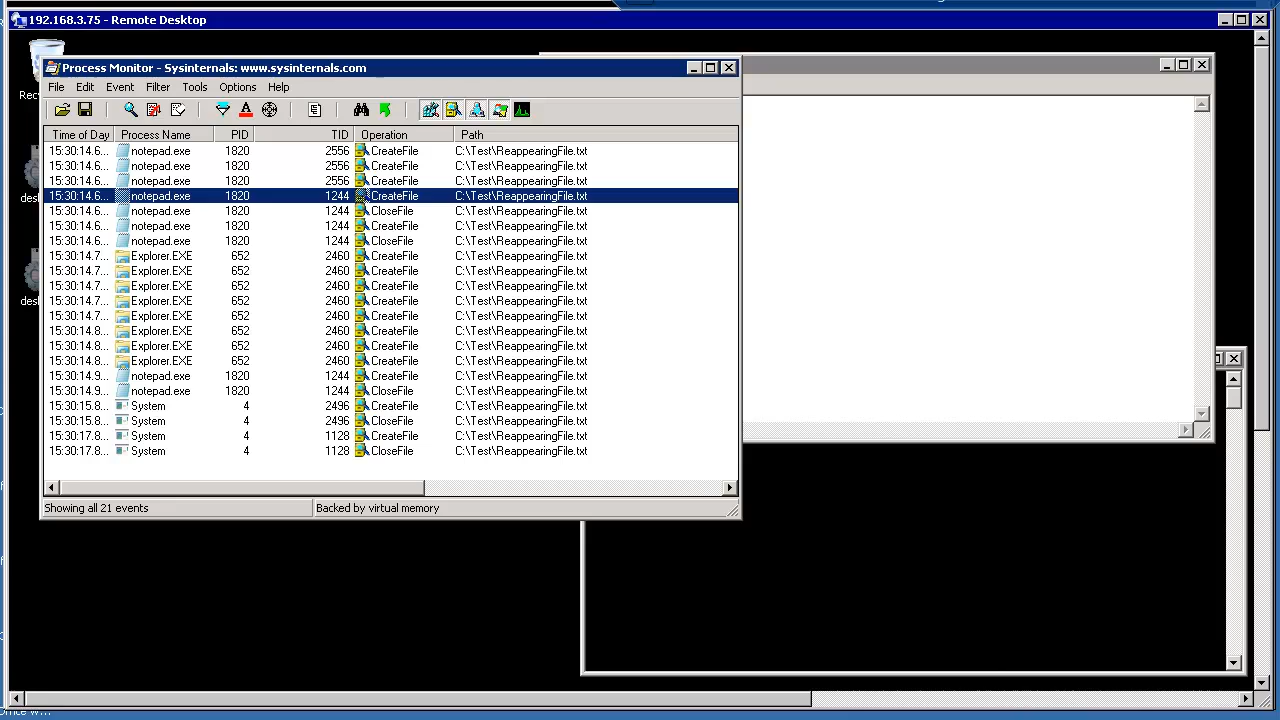 192.168.3.75 - Remote Desktop
Process Monitor - Sysinternals: www.sysinternals.com
File Edit Event Filter Tools Options Help
Time of Day Process Name PID TID Operation Path
15:30:14.6... notepad.exe 1820 2556 CreateFile C:\Test\ReappearingFile.txt
15:30:14.6... notepad.exe 1820 2556 CreateFile C:\Test\ReappearingFile.txt
15:30:14.6... notepad.exe 1820 2556 CreateFile C:\Test\ReappearingFile.txt
15:30:14.6... notepad.exe 1820 1244 CreateFile C:\Test\ReappearingFile.txt
15:30:14.6... notepad.exe 1820 1244 CloseFile C:\Test\ReappearingFile.txt
15:30:14.6... notepad.exe 1820 1244 CreateFile C:\Test\ReappearingFile.txt
15:30:14.6... notepad.exe 1820 1244 CloseFile C:\Test\ReappearingFile.txt
15:30:14.6... Explorer.EXE 652 2460 CreateFile C:\Test\ReappearingFile.txt
15:30:14.7... Explorer.EXE 652 2460 CreateFile C:\Test\ReappearingFile.txt
15:30:14.7... Explorer.EXE 652 2460 CreateFile C:\Test\ReappearingFile.txt
15:30:14.7... Explorer.EXE 652 2460 CreateFile C:\Test\ReappearingFile.txt
15:30:14.7... Explorer.EXE 652 2460 CreateFile C:\Test\ReappearingFile.txt
15:30:14.8... Explorer.EXE 652 2460 CreateFile C:\Test\ReappearingFile.txt
15:30:14.8... Explorer.EXE 652 2460 CreateFile C:\Test\ReappearingFile.txt
15:30:14.8... Explorer.EXE 652 2460 CreateFile C:\Test\ReappearingFile.txt
15:30:14.9... notepad.exe 1820 1244 CreateFile C:\Test\ReappearingFile.txt
15:30:14.9... notepad.exe 1820 1244 CloseFile C:\Test\ReappearingFile.txt
15:30:15.8... System 4 2496 CreateFile C:\Test\ReappearingFile.txt
15:30:15.8... System 4 2496 CloseFile C:\Test\ReappearingFile.txt
15:30:17.8... System 4 1128 CreateFile C:\Test\ReappearingFile.txt
15:30:17.8... System 4 1128 CloseFile C:\Test\ReappearingFile.txt
Showing all 21 events Backed by virtual memory